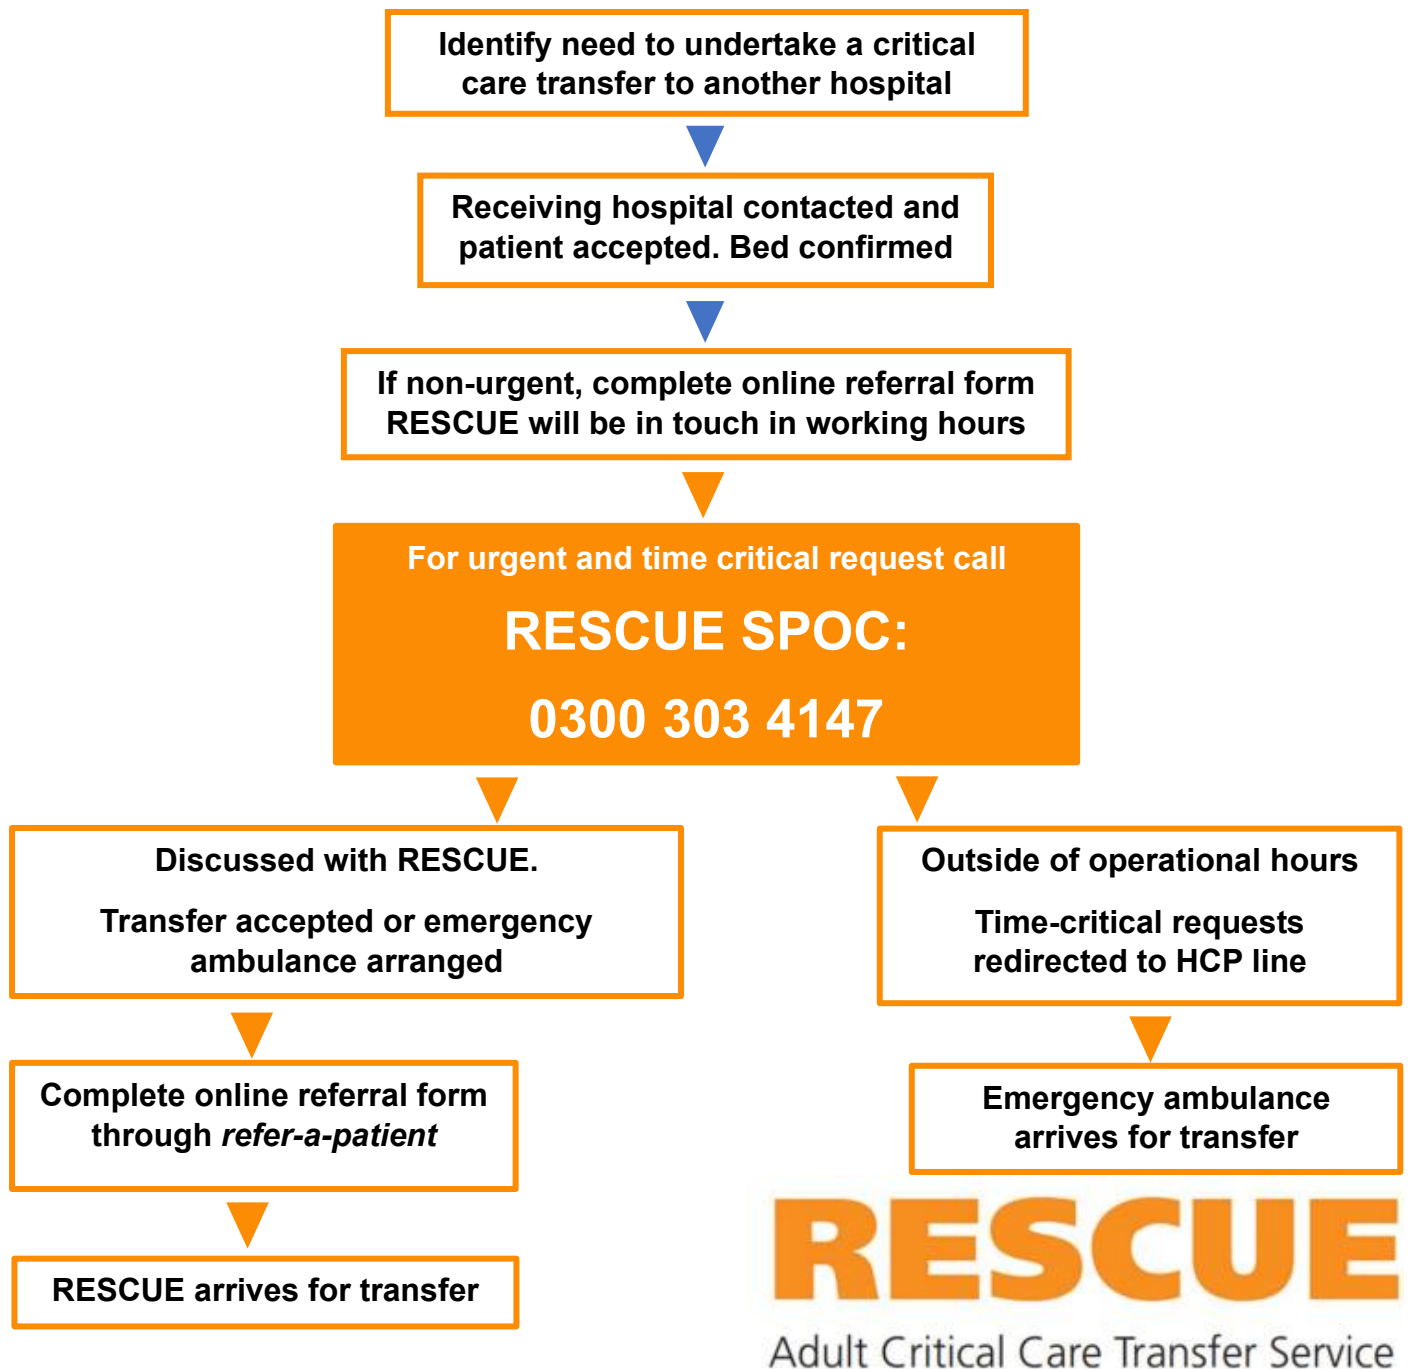 Identify need to undertake a critical
care transfer to another hospital
Receiving hospital contacted and
patient accepted. Bed confirmed
If non-urgent, complete online referral form
RESCUE will be in touch in working hours
For urgent and time critical request call
RESCUE SPOC:
0300 303 4147
Discussed with RESCUE.
Transfer accepted or emergency
ambulance arranged
Complete online referral form
through refer-a-patient
RESCUE arrives for transfer
Outside of operational hours
Time-critical requests
redirected to HCP line
Emergency ambulance
arrives for transfer
RESCUE
Adult Critical Care Transfer Service